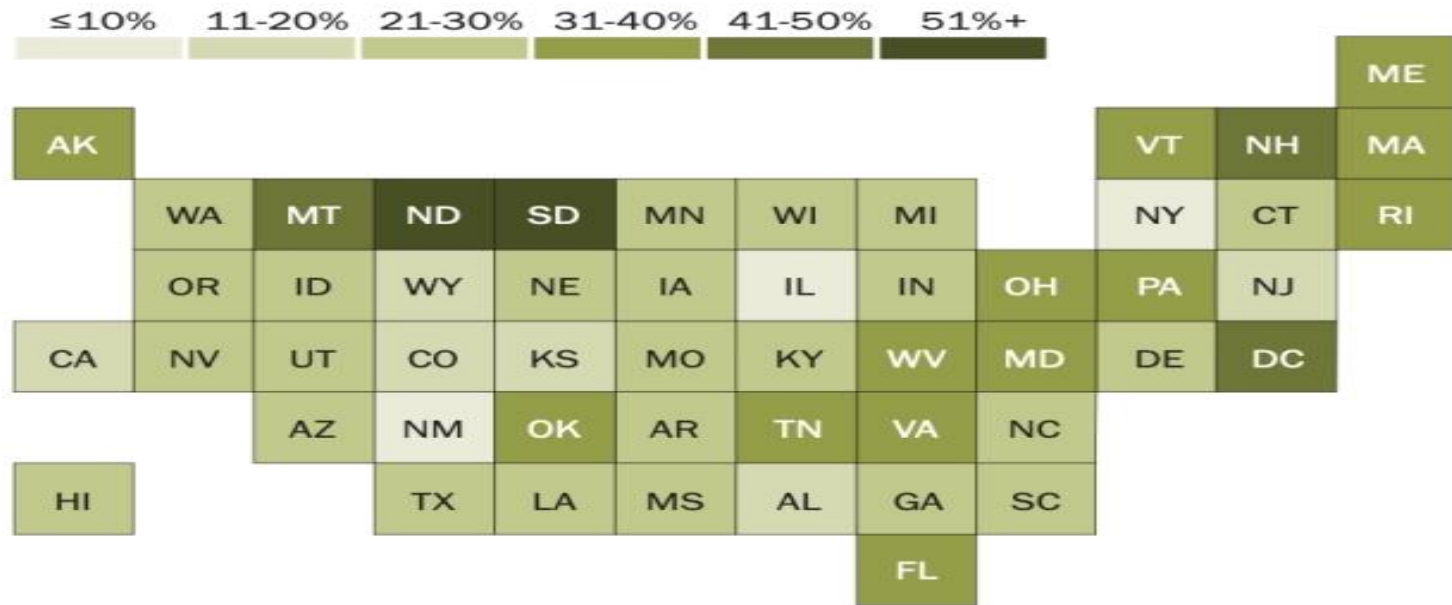 ≤10% 11-20% 21-30% 31-40% 41-50% 51%+
ME
AK VT NH MA
WA MT ND SD MN WI MI NY CT RI
OR ID WY NE IA IL IN OH PA NJ
CA NV UT CO KS MO KY WV MD DE DC
AZ NM OK AR TN VA NC
HI TX LA MS AL GA SC
FL